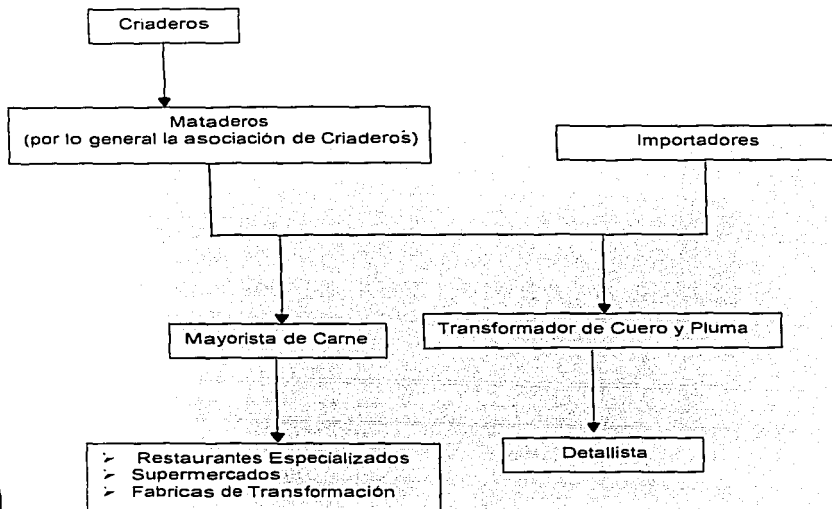 Criaderos
Mataderos
(por lo general la asociación de Criaderos)
Importadores
Mayorista de Carne
Transformador de Cuero y Pluma
➢ Restaurantes Especializados
➢ Supermercados
➢ Fabricas de Transformación
Detallista